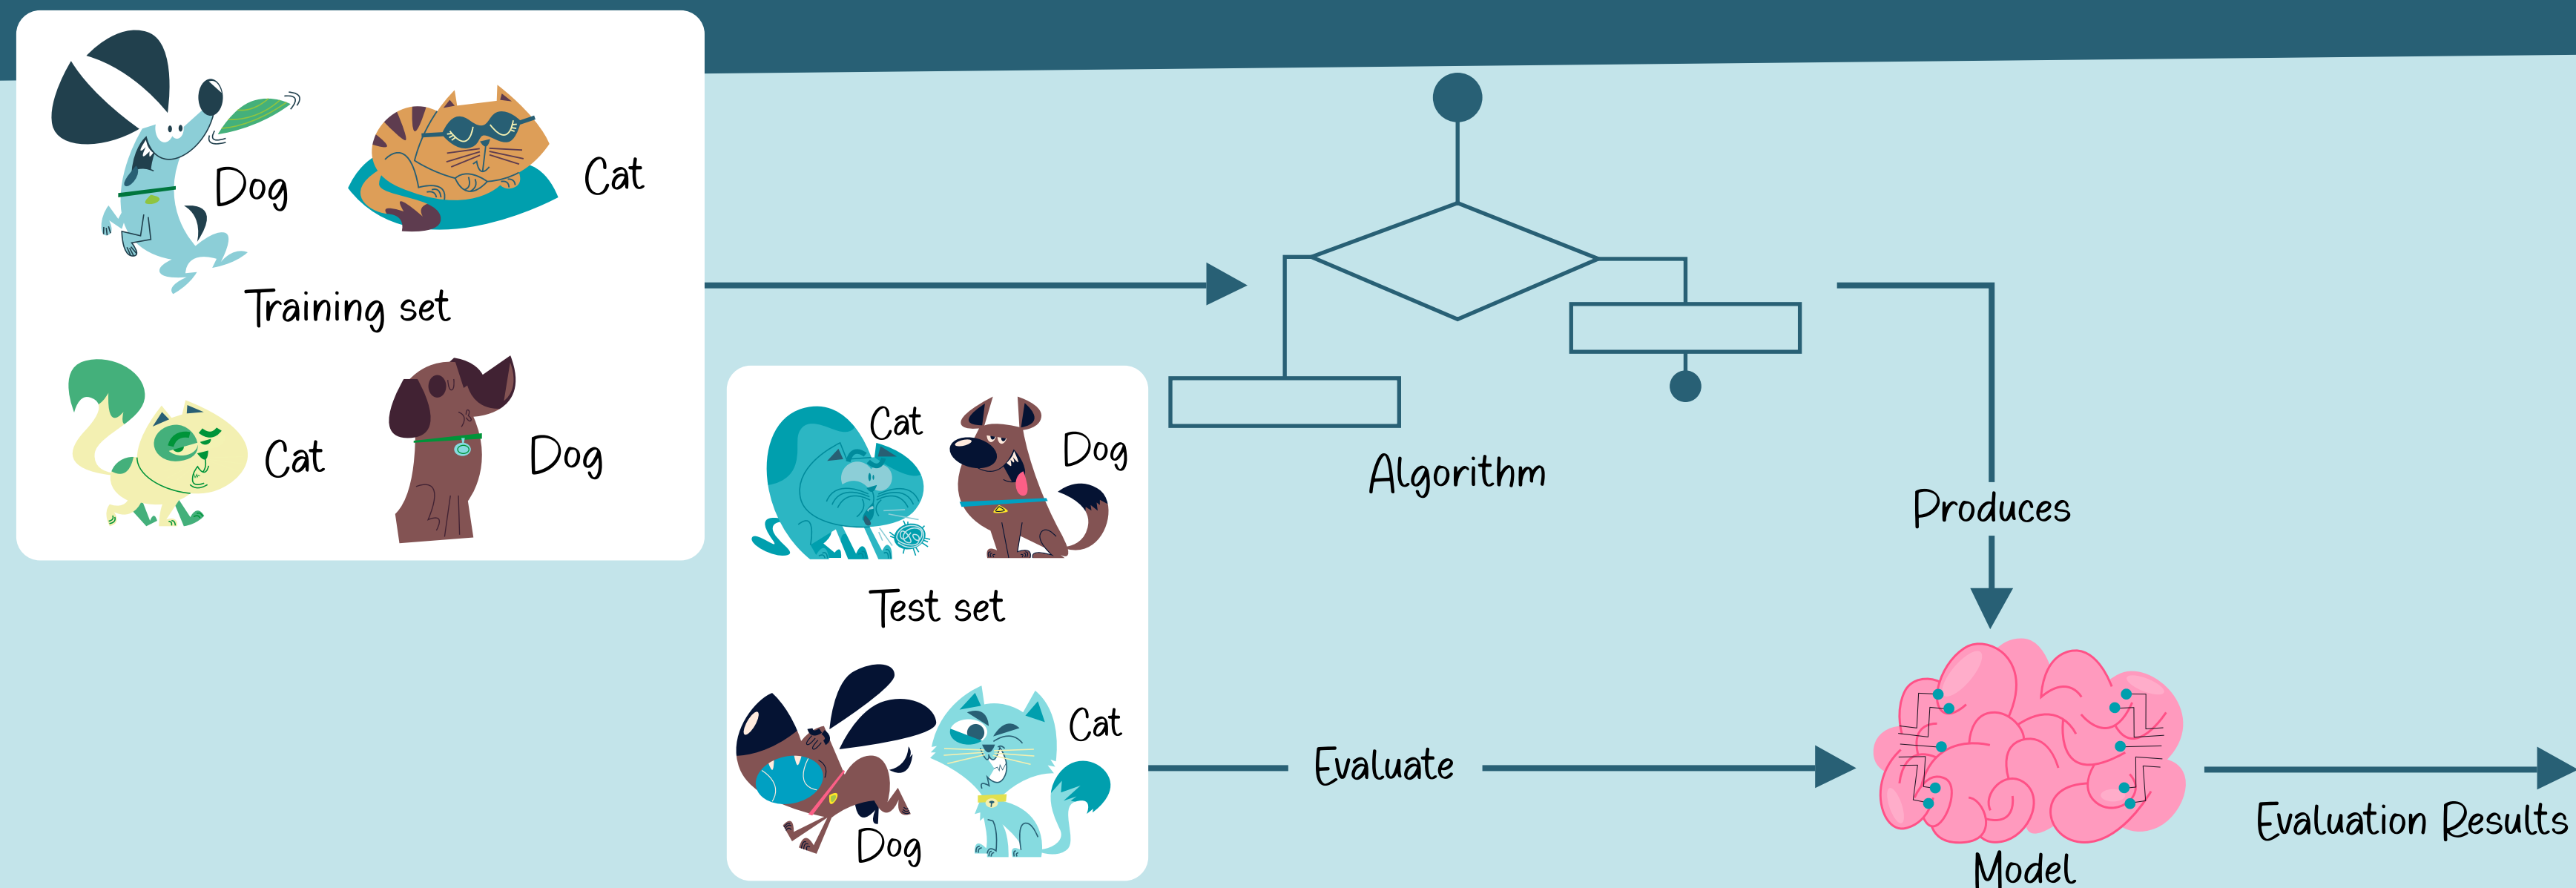 Dog
Cat
Training set
Cat
Dog
Cat
Dog
Test set
Dog
Cat
Algorithm
Produces
Evaluate
Model
Evaluation Results